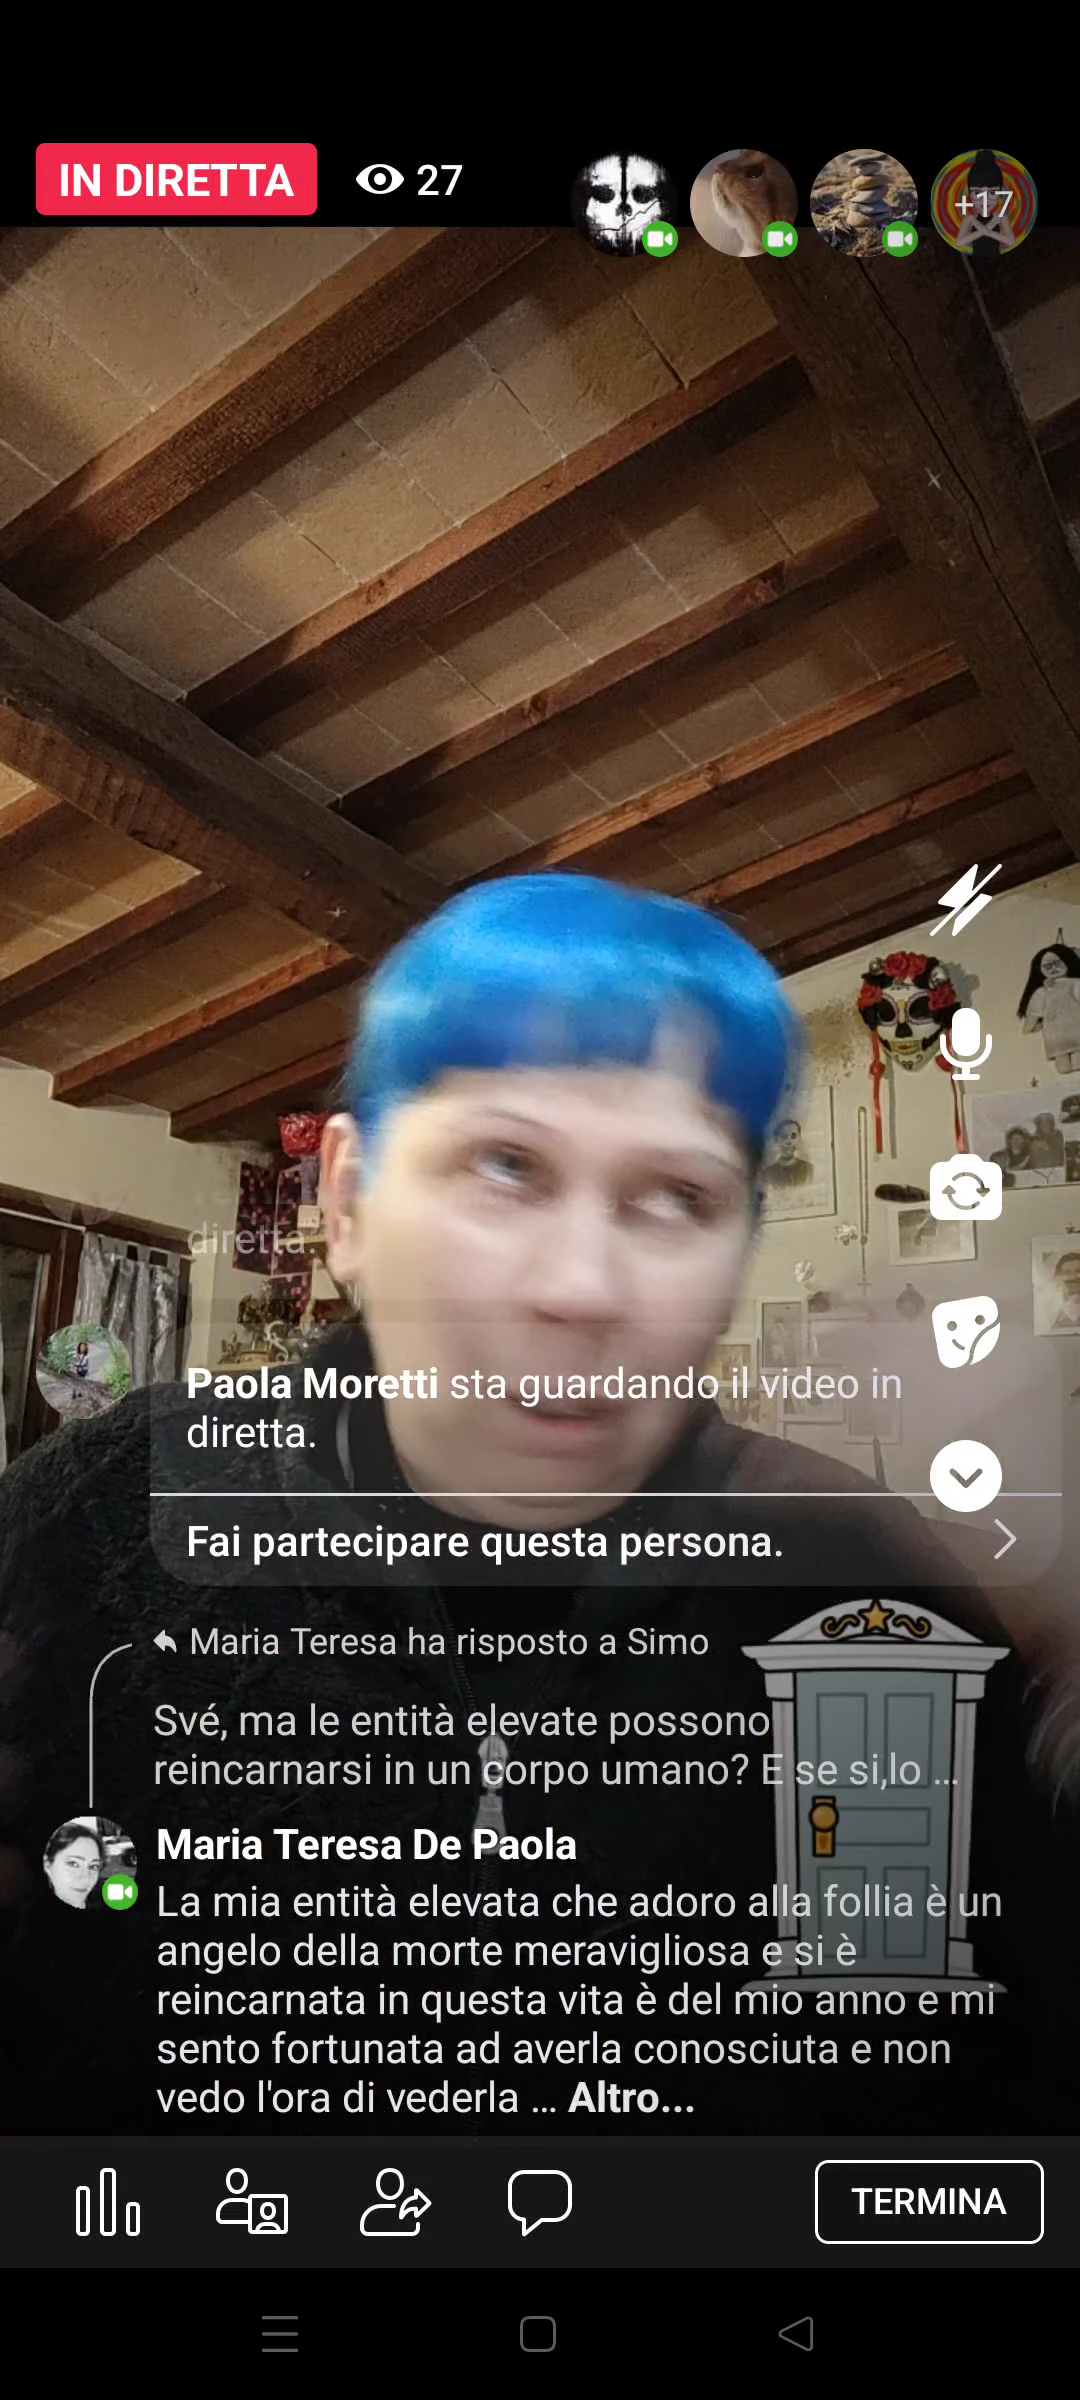 IN DIRETTA
27
+17
diretta.
Paola Moretti sta guardando il video in
diretta.
Fai partecipare questa persona.
Maria Teresa ha risposto a Simo
Své, ma le entità elevate possono
reincarnarsi in un corpo umano? E se si,lo ...
Maria Teresa De Paola
La mia entità elevata che adoro alla follia è un
angelo della morte meravigliosa e si è
reincarnata in questa vita è del mio anno e mi
sento fortunata ad averla conosciuta e non
vedo l'ora di vederla ... Altro...
TERMINA